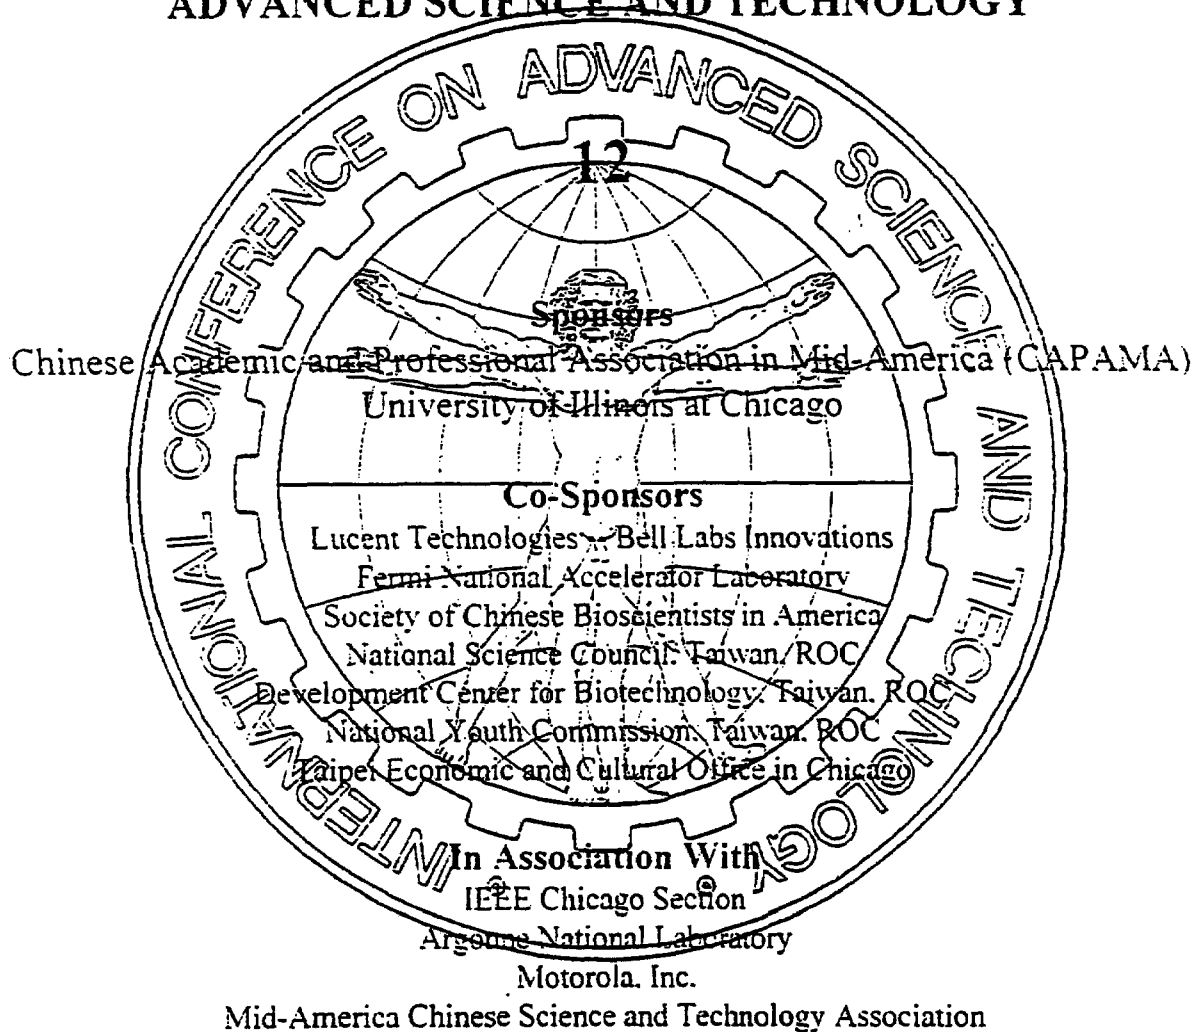 ADVANCED SCIENCE AND TECHNOLOGY
INTERNATIONAL CONFERENCE ON ADVANCED SCIENCE AND TECHNOLOGY
12
Sponsors
Chinese Academic and Professional Association in Mid-America (CAPAMA)
University of Illinois at Chicago
Co-Sponsors
Lucent Technologies -- Bell Labs Innovations
Fermi National Accelerator Laboratory
Society of Chinese Bioscientists in America
National Science Council, Taiwan, ROC
Development Center for Biotechnology, Taiwan, ROC
National Youth Commission, Taiwan, ROC
Taipei Economic and Cultural Office in Chicago
In Association With
IEEE Chicago Section
Argonne National Laboratory
Motorola, Inc.
Mid-America Chinese Science and Technology Association